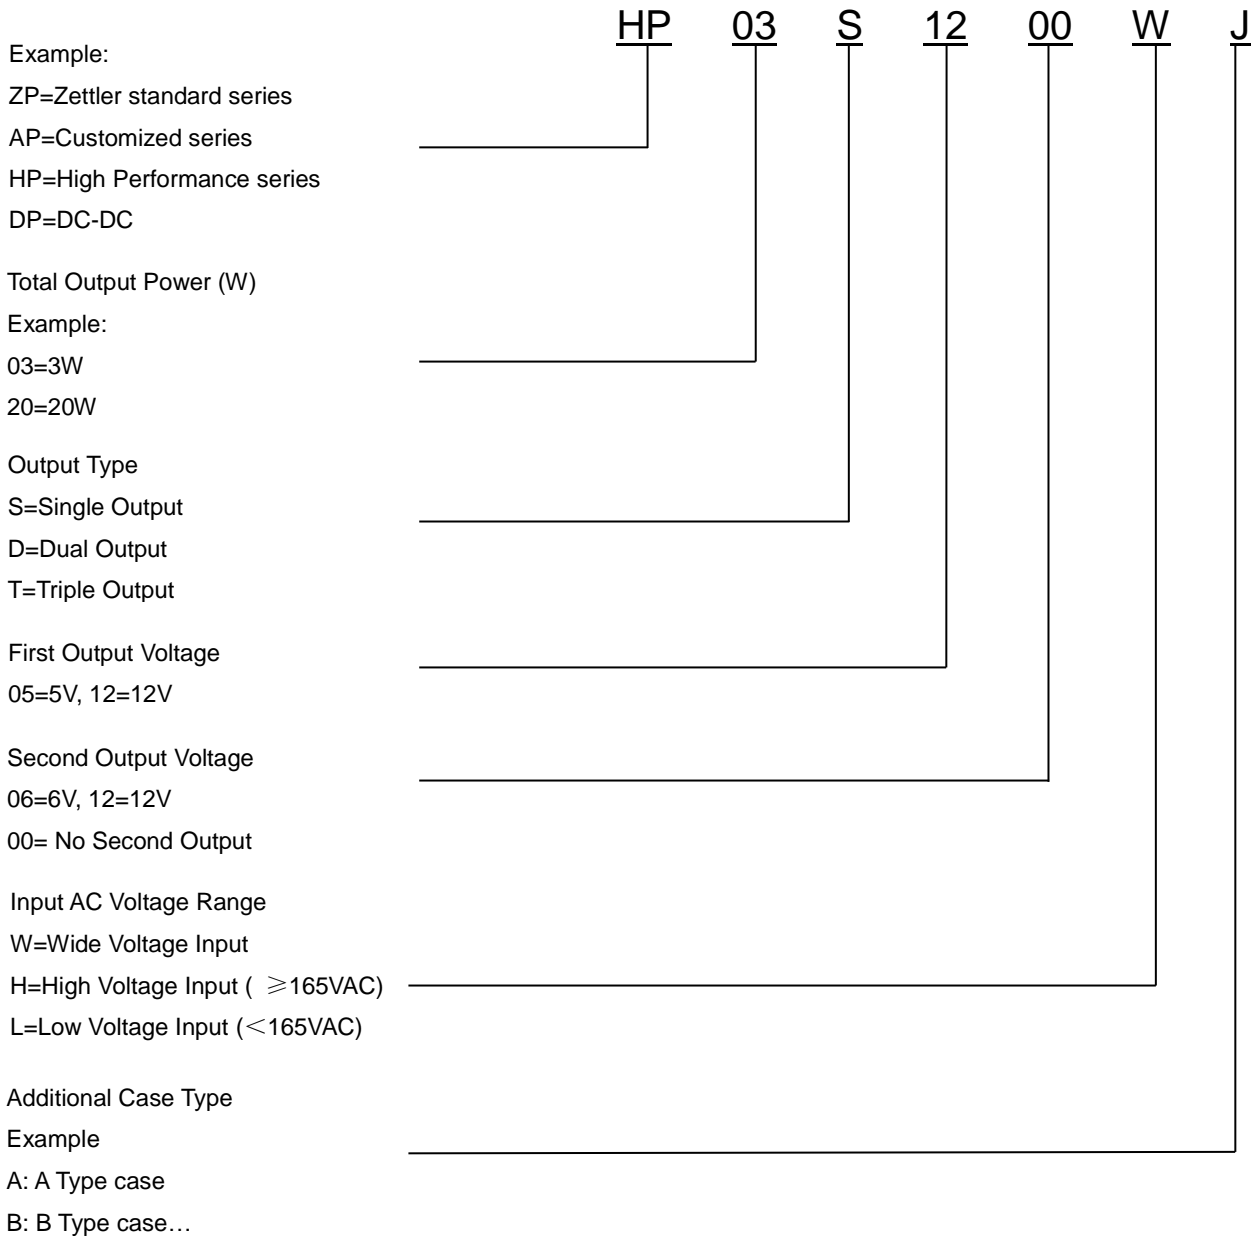 HP 03 S 12 00 W J
Example:
ZP=Zettler standard series
AP=Customized series
HP=High Performance series
DP=DC-DC
Total Output Power (W)
Example:
03=3W
20=20W
Output Type
S=Single Output
D=Dual Output
T=Triple Output
First Output Voltage
05=5V, 12=12V
Second Output Voltage
06=6V, 12=12V
00= No Second Output
Input AC Voltage Range
W=Wide Voltage Input
H=High Voltage Input ( ≥165VAC)
L=Low Voltage Input (<165VAC)
Additional Case Type
Example
A: A Type case
B: B Type case…